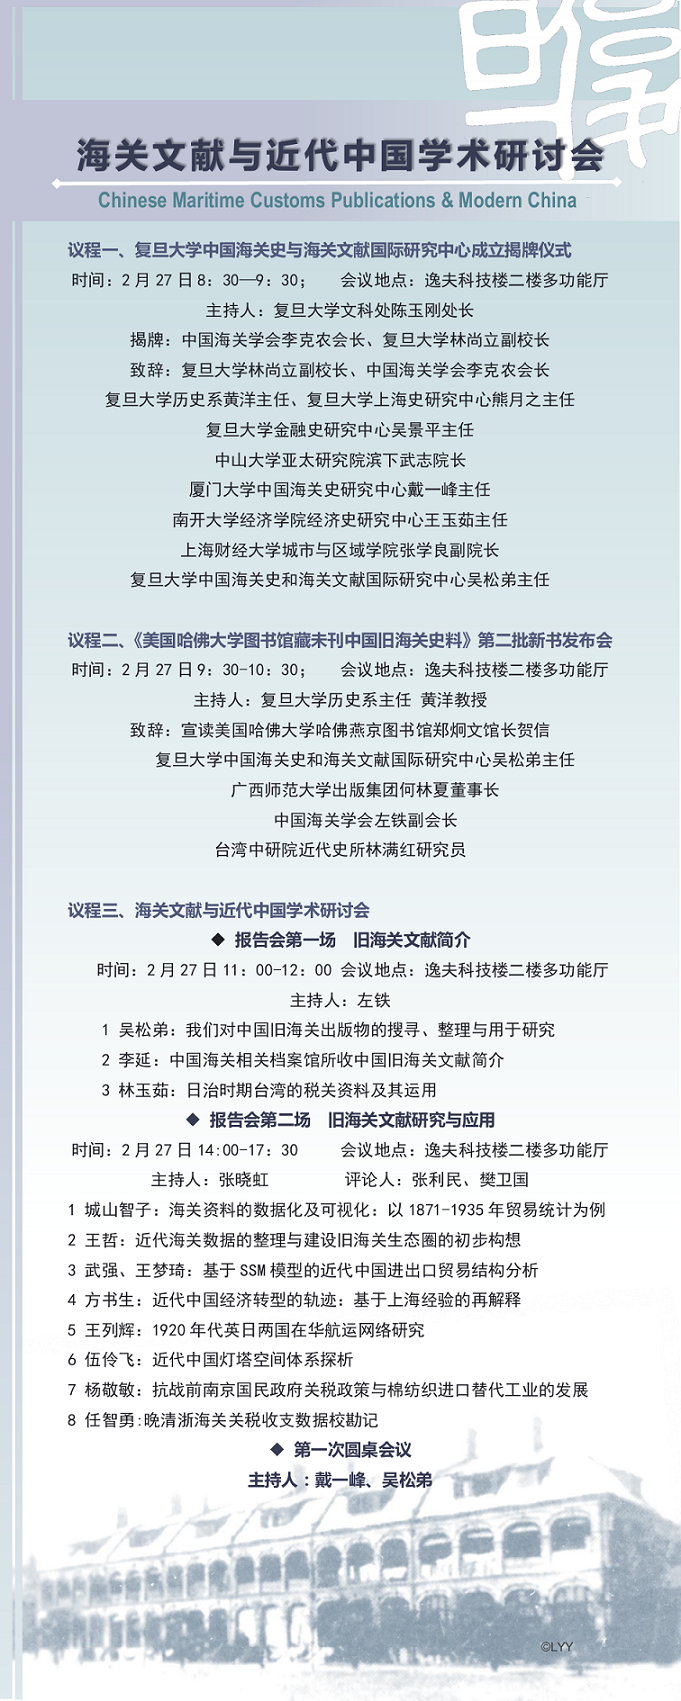 海关文献与近代中国学术研讨会
Chinese Maritime Customs Publications & Modern China
议程一、复旦大学中国海关史与海关文献国际研究中心成立揭牌仪式
时间：2月27日8：30—9：30； 会议地点：逸夫科技楼二楼多功能厅
主持人：复旦大学文科处陈玉刚处长
揭牌：中国海关学会李克农会长、复旦大学林尚立副校长
致辞：复旦大学林尚立副校长、中国海关学会李克农会长
复旦大学历史系黄洋主任、复旦大学上海史研究中心熊月之主任
复旦大学金融史研究中心吴景平主任
中山大学亚太研究院滨下武志院长
厦门大学中国海关史研究中心戴一峰主任
南开大学经济学院经济史研究中心王玉茹主任
上海财经大学城市与区域学院张学良副院长
复旦大学中国海关史和海关文献国际研究中心吴松弟主任
议程二、《美国哈佛大学图书馆藏未刊中国旧海关史料》第二批新书发布会
时间：2月27日9：30-10：30； 会议地点：逸夫科技楼二楼多功能厅
主持人：复旦大学历史系主任 黄洋教授
致辞：宣读美国哈佛大学哈佛燕京图书馆郑炯文馆长贺信
复旦大学中国海关史和海关文献国际研究中心吴松弟主任
广西师范大学出版集团何林夏董事长
中国海关学会左铁副会长
台湾中研院近代史所林满红研究员
议程三、海关文献与近代中国学术研讨会
◆ 报告会第一场 旧海关文献简介
时间：2月27日11：00-12：00 会议地点：逸夫科技楼二楼多功能厅
主持人：左铁
1 吴松弟：我们对中国旧海关出版物的搜寻、整理与用于研究
2 李延：中国海关相关档案馆所收中国旧海关文献简介
3 林玉茹：日治时期台湾的税关资料及其运用
◆ 报告会第二场 旧海关文献研究与应用
时间：2月27日14:00-17：30 会议地点：逸夫科技楼二楼多功能厅
主持人：张晓虹 评论人：张利民、樊卫国
1 城山智子：海关资料的数据化及可视化：以1871-1935年贸易统计为例
2 王哲：近代海关数据的整理与建设旧海关生态圈的初步构想
3 武强、王梦琦：基于SSM模型的近代中国进出口贸易结构分析
4 方书生：近代中国经济转型的轨迹：基于上海经验的再解释
5 王列辉：1920年代英日两国在华航运网络研究
6 伍伶飞：近代中国灯塔空间体系探析
7 杨敬敏：抗战前南京国民政府关税政策与棉纺织进口替代工业的发展
8 任智勇:晚清浙海关关税收支数据校勘记
◆ 第一次圆桌会议
主持人：戴一峰、吴松弟
©LYY